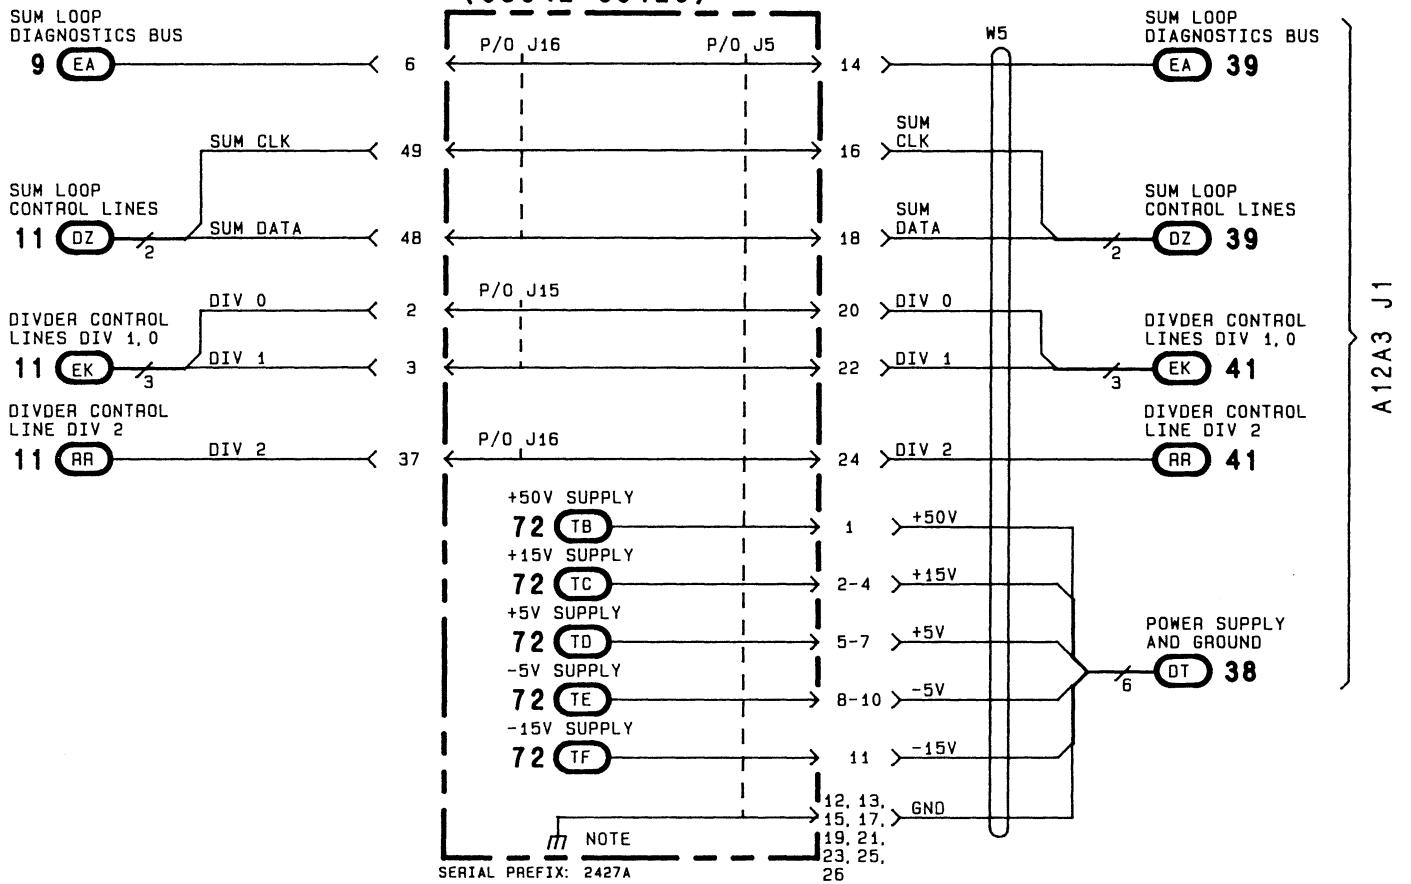 SUM LOOP
DIAGNOSTICS BUS
9 EA
6
P/O J16
P/O J5
14
W5
SUM LOOP
DIAGNOSTICS BUS
EA 39
SUM CLK
49
16
SUM
CLK
SUM LOOP
CONTROL LINES
11 DZ
2
SUM DATA
48
18
SUM
DATA
SUM LOOP
CONTROL LINES
2
DZ 39
DIV 0
2
P/O J15
20
DIV 0
DIVDER CONTROL
LINES DIV 1,0
11 EK
3
DIV 1
3
22
DIV 1
DIVDER CONTROL
LINES DIV 1,0
3
EK 41
DIVDER CONTROL
LINE DIV 2
11 RR
DIV 2
37
P/O J16
24
DIV 2
DIVDER CONTROL
LINE DIV 2
RR 41
A12A3 J1
+50V SUPPLY
72 TB
1
+50V
+15V SUPPLY
72 TC
2-4
+15V
+5V SUPPLY
72 TD
5-7
+5V
-5V SUPPLY
72 TE
8-10
-5V
-15V SUPPLY
72 TF
11
-15V
POWER SUPPLY
AND GROUND
6
DT 38
NOTE
12, 13,
15, 17,
19, 21,
23, 25,
26
GND
SERIAL PREFIX: 2427A